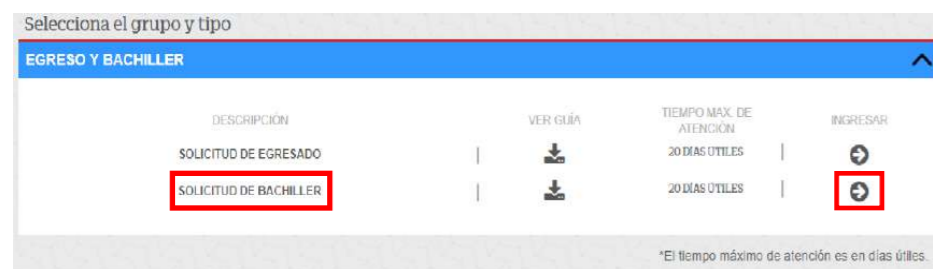 Selecciona el grupo y tipo
EGRESO Y BACHILLER
DESCRIPCIÓN VER GUÍA TIEMPO MAX. DE ATENCIÓN INGRESAR
SOLICITUD DE EGRESADO | 20 DÍAS ÚTILES |
SOLICITUD DE BACHILLER | 20 DÍAS ÚTILES |
*El tiempo máximo de atención es en días útiles.